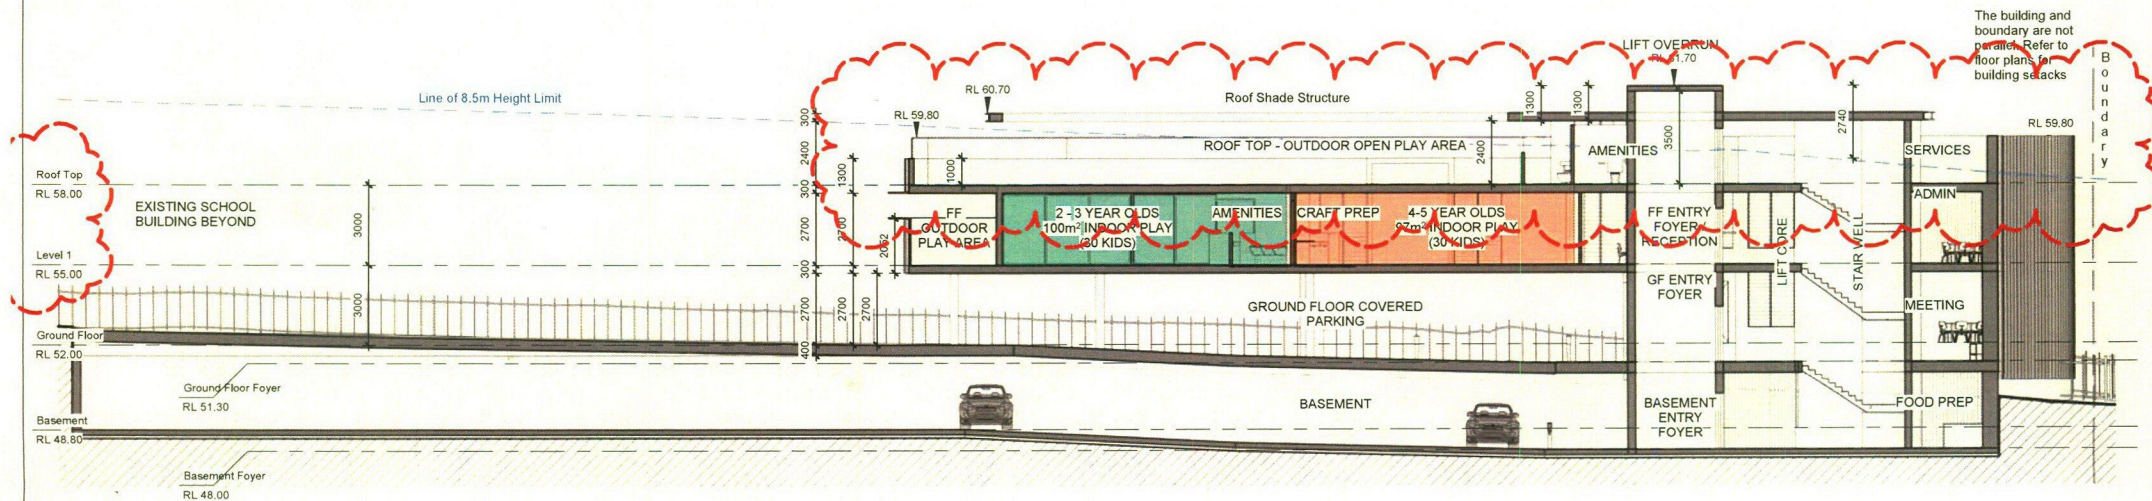 The building and
boundary are not
parallel. Refer to
floor plans for
building setacks
Boundary
LIFT OVERRUN
RL 61.70
Line of 8.5m Height Limit
RL 60.70
Roof Shade Structure
RL 59.80
RL 59.80
300
2400
1300
300
1000
2400
1300
1300
3500
2740
ROOF TOP - OUTDOOR OPEN PLAY AREA
AMENITIES
SERVICES
Roof Top
RL 58.00
EXISTING SCHOOL
BUILDING BEYOND
30000
2700
2700
2062
FF
OUTDOOR
PLAY AREA
2 - 3 YEAR OLDS
100m² INDOOR PLAY
(30 KIDS)
AMENITIES
CRAFT PREP
4-5 YEAR OLDS
97m² INDOOR PLAY
(30 KIDS)
FF ENTRY
FOYER
RECEPTION
LIFT CORE
STAIR WELL
ADMIN
Level 1
RL 55.00
300
3000
2700
2700
2700
GROUND FLOOR COVERED
PARKING
GF ENTRY
FOYER
MEETING
Ground Floor
RL 52.00
400
Ground Floor Foyer
RL 51.30
BASEMENT
BASEMENT
ENTRY
FOYER
FOOD PREP
Basement
RL 48.80
Basement Foyer
RL 48.00